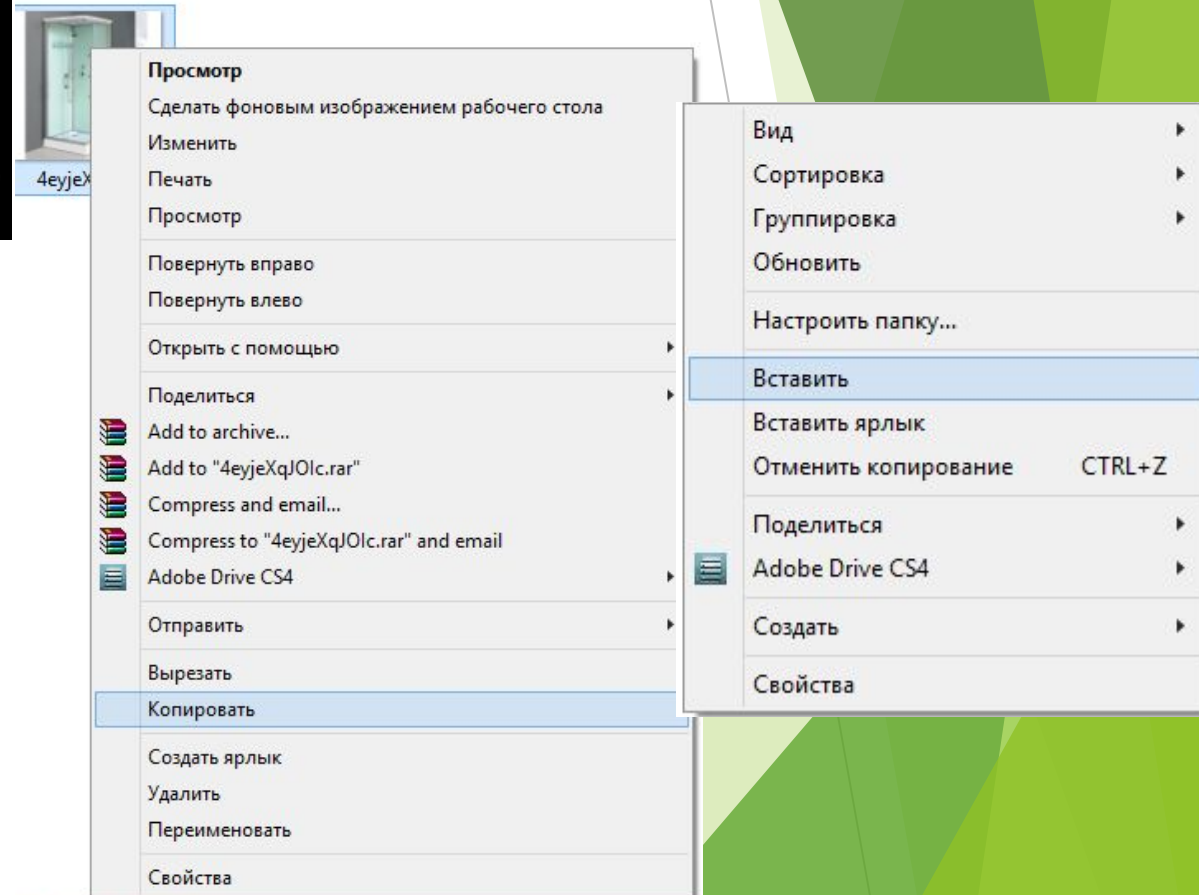 4eyjeX
Просмотр
Сделать фоновым изображением рабочего стола
Изменить
Печать
Просмотр
Повернуть вправо
Повернуть влево
Открыть с помощью
Поделиться
Add to archive...
Add to "4eyjeXqJOIc.rar"
Compress and email...
Compress to "4eyjeXqJOIc.rar" and email
Adobe Drive CS4
Отправить
Вырезать
Копировать
Создать ярлык
Удалить
Переименовать
Свойства
Вид
Сортировка
Группировка
Обновить
Настроить папку...
Вставить
Вставить ярлык
Отменить копирование CTRL+Z
Поделиться
Adobe Drive CS4
Создать
Свойства